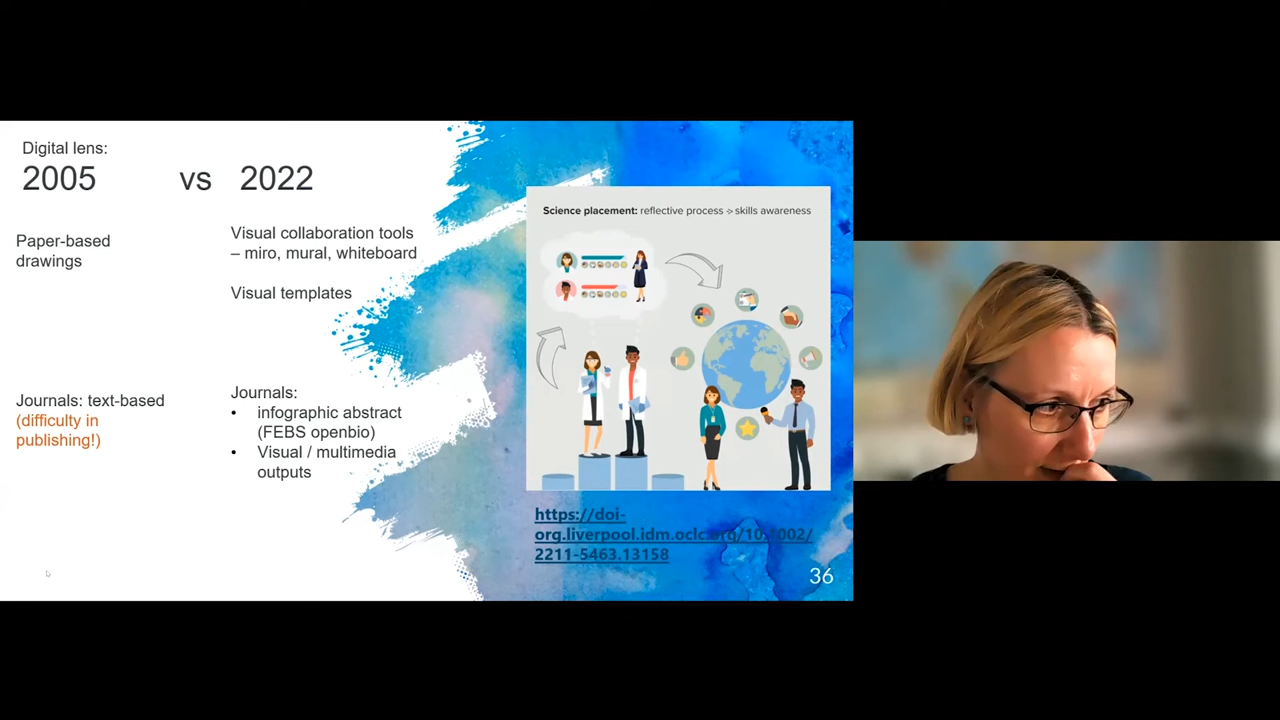 Digital lens:
2005 vs 2022
Paper-based
drawings
Visual collaboration tools
– miro, mural, whiteboard
Visual templates
Journals: text-based
(difficulty in
publishing!)
Journals:
• infographic abstract
(FEBS openbio)
• Visual / multimedia
outputs
Science placement: reflective process -> skills awareness
https://doi-
org.liverpool.idm.oclc.org/10.1002/
2211-5463.13158
36